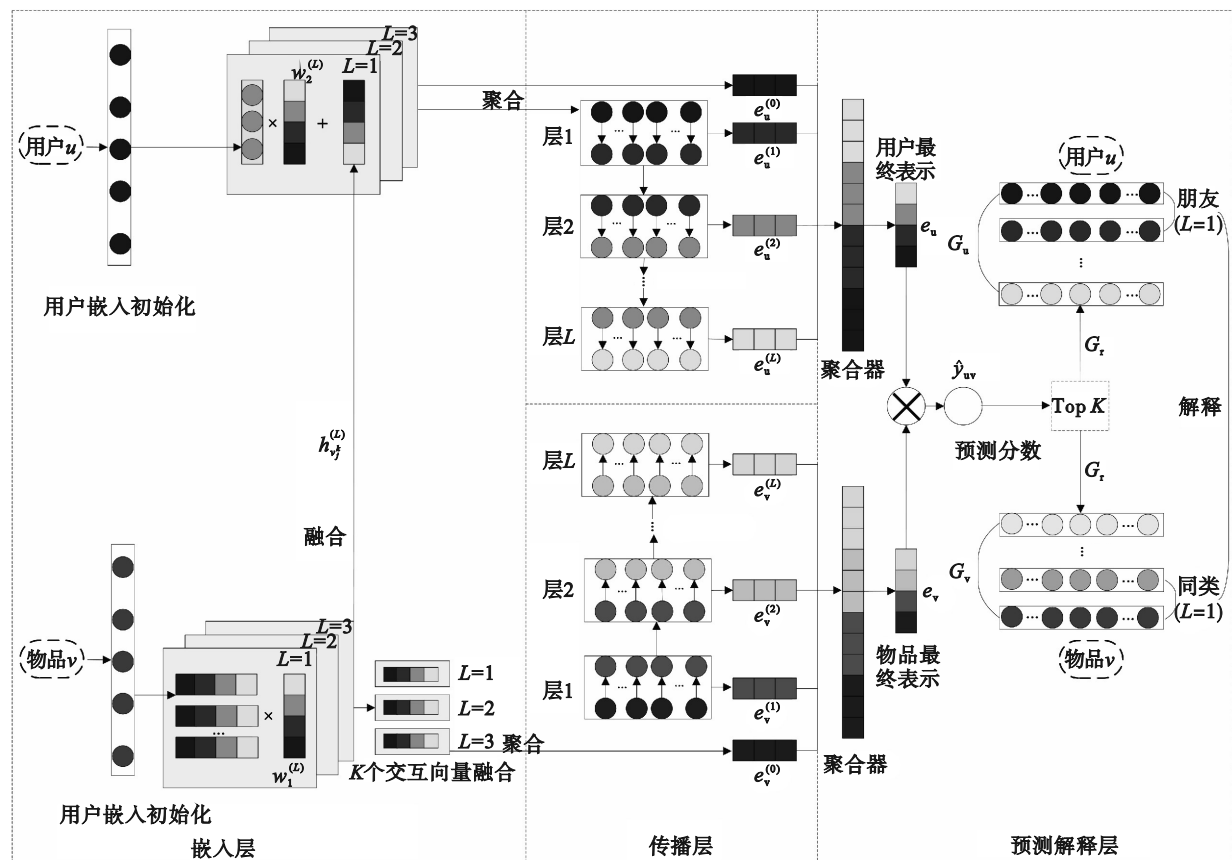 L=3
L=2
L=1
w_2^(L)
×
+
用户u
用户嵌入初始化
h_{v_j^k}^(L)
融合
物品v
用户嵌入初始化
L=3
L=2
L=1
×
...
w_1^(L)
L=1
L=2
L=3
K个交互向量融合
嵌入层
聚合
层1
...
...
e_u^(0)
e_u^(1)
层2
...
...
e_u^(2)
...
层L
...
...
e_u^(L)
层L
...
...
e_v^(L)
...
层2
...
...
e_v^(2)
层1
...
...
e_v^(1)
聚合
e_v^(0)
传播层
聚合器
用户最
终表示
e_u
ŷ_uv
预测分数
Top K
聚合器
e_v
物品最
终表示
用户u
...
...
朋友
(L=1)
...
...
G_u
...
...
...
G_r
解释
G_r
...
...
...
G_v
...
...
同类
(L=1)
...
...
物品v
预测解释层